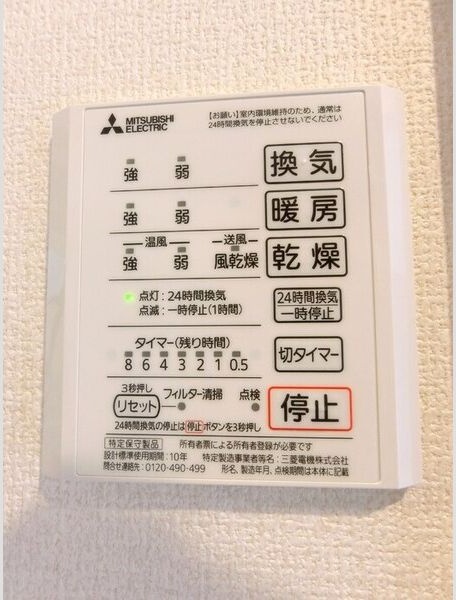 MITSUBISHI
ELECTRIC
【お願い】室内環境維持のため、通常は
24時間換気を停止させないでください
強 弱 換気
強 弱 暖房
温風 送風
強 弱 風乾燥 乾燥
点灯:24時間換気
点滅:一時停止(1時間)
24時間換気
一時停止
タイマー(残り時間)
8 6 4 3 2 1 0.5
切タイマー
3秒押し
リセット フィルター清掃 点検
停止
24時間換気の停止は停止ボタンを3秒押し
特定保守製品 所有者票による所有者登録が必要です
設計標準使用期間:10年 特定製造事業者等名:三菱電機株式会社
問合せ連絡先:0120-490-499 形名、製造年月、点検期間は本体に記載